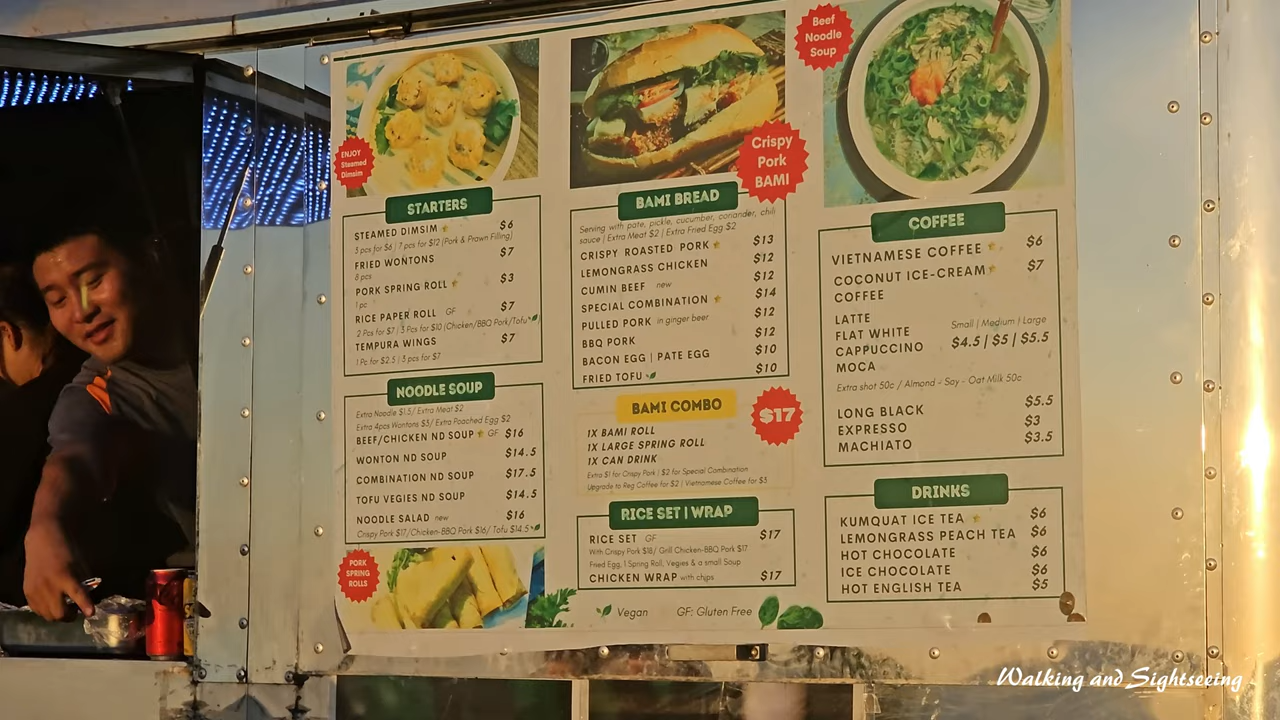 ENJOY
Steamed
Dimsim
STARTERS
STEAMED DIMSIM $6
3 pcs for $6 | 7 pcs for $12 (Pork & Prawn Filling)
FRIED WONTONS $7
8 pcs
PORK SPRING ROLL $3
1 pc
RICE PAPER ROLL GF $7
2 Pcs for $7 | 3 Pcs for $10 (Chicken/BBQ Pork/Tofu
TEMPURA WINGS $7
1 Pc for $2.5 | 3 pcs for $7
NOODLE SOUP
Extra Noodle $1.5/ Extra Meat $2
Extra 4pcs Wontons $3/ Extra Poached Egg $2
BEEF/CHICKEN ND SOUP GF $16
WONTON ND SOUP $14.5
COMBINATION ND SOUP $17.5
TOFU VEGIES ND SOUP $14.5
NOODLE SALAD new $16
Crispy Pork $17/Chicken-BBQ Pork $16/ Tofu $14.5
PORK
SPRING
ROLLS
Crispy
Pork
BAMI
BAMI BREAD
Serving with pate, pickle, cucumber, coriander, chili
sauce | Extra Meat $2 | Extra Fried Egg $2
CRISPY ROASTED PORK $13
LEMONGRASS CHICKEN $12
CUMIN BEEF new $12
SPECIAL COMBINATION $14
PULLED PORK in ginger beer $12
BBQ PORK $12
BACON EGG | PATE EGG $10
FRIED TOFU $10
BAMI COMBO
$17
1X BAMI ROLL
1X LARGE SPRING ROLL
1X CAN DRINK
Extra $1 for Crispy Pork | $2 for Special Combination
Upgrade to Reg Coffee for $2 | Vietnamese Coffee for $3
RICE SET | WRAP
RICE SET GF $17
With Crispy Pork $18/ Grill Chicken-BBQ Pork $17
Fried Egg, 1 Spring Roll, Vegies & a small Soup
CHICKEN WRAP with chips $17
Vegan GF: Gluten Free
Beef
Noodle
Soup
COFFEE
VIETNAMESE COFFEE $6
COCONUT ICE-CREAM $7
COFFEE
LATTE
FLAT WHITE Small | Medium | Large
CAPPUCCINO $4.5 | $5 | $5.5
MOCA
Extra shot 50c / Almond - Soy - Oat Milk 50c
LONG BLACK $5.5
EXPRESSO $3
MACHIATO $3.5
DRINKS
KUMQUAT ICE TEA $6
LEMONGRASS PEACH TEA $6
HOT CHOCOLATE $6
ICE CHOCOLATE $6
HOT ENGLISH TEA $5
Walking and Sightseeing